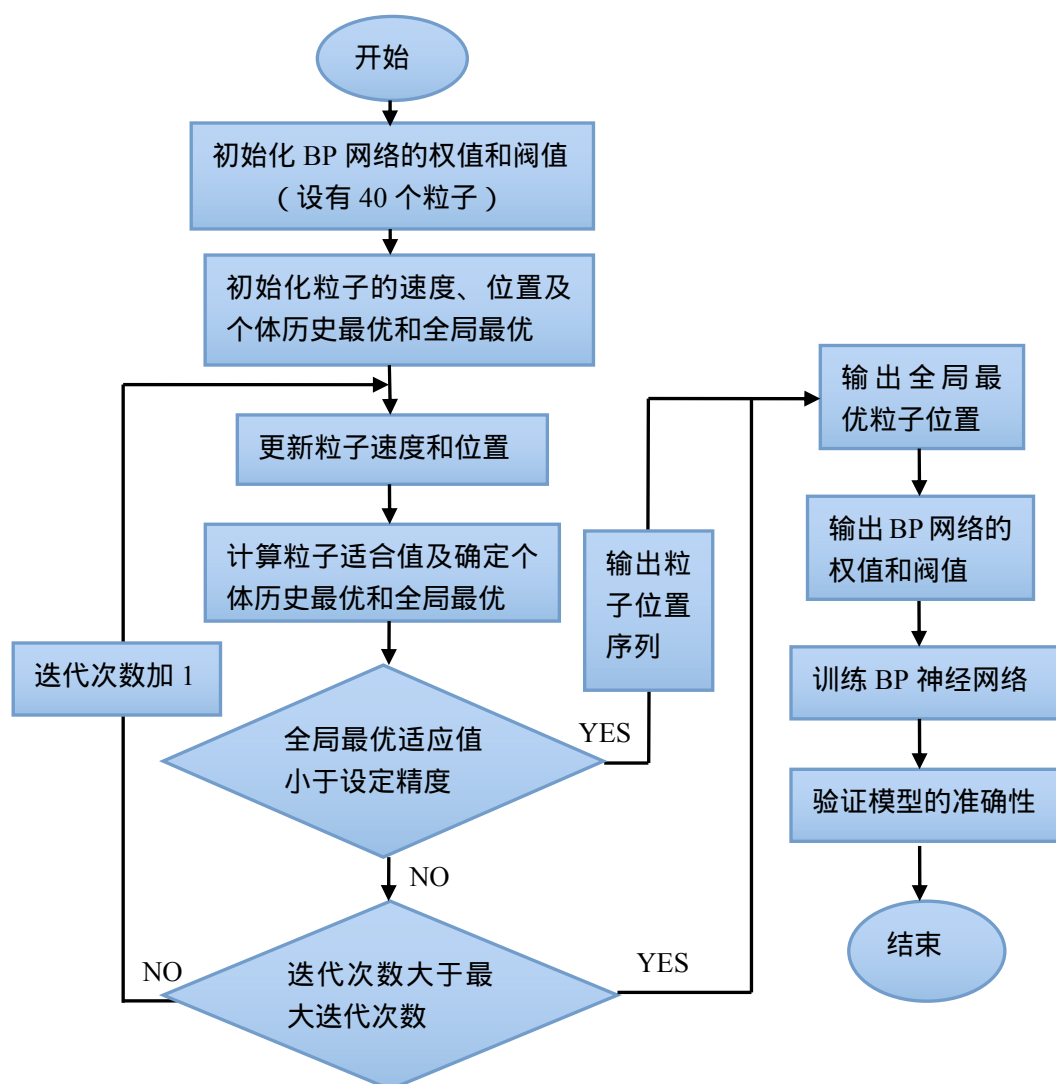 开始
初始化 BP 网络的权值和阀值
（设有 40 个粒子）
初始化粒子的速度、位置及
个体历史最优和全局最优
更新粒子速度和位置
计算粒子适合值及确定个
体历史最优和全局最优
迭代次数加 1
全局最优适应值
小于设定精度
YES
NO
迭代次数大于最
大迭代次数
NO
YES
输出粒
子位置
序列
输出全局最
优粒子位置
输出 BP 网络的
权值和阀值
训练 BP 神经网络
验证模型的准确性
结束